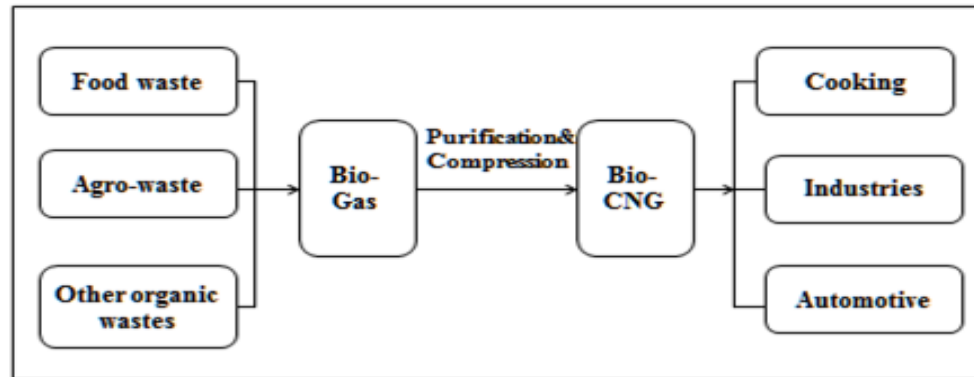 Food waste
Agro-waste
Other organic
wastes
Bio-
Gas
Purification&
Compression
Bio-
CNG
Cooking
Industries
Automotive